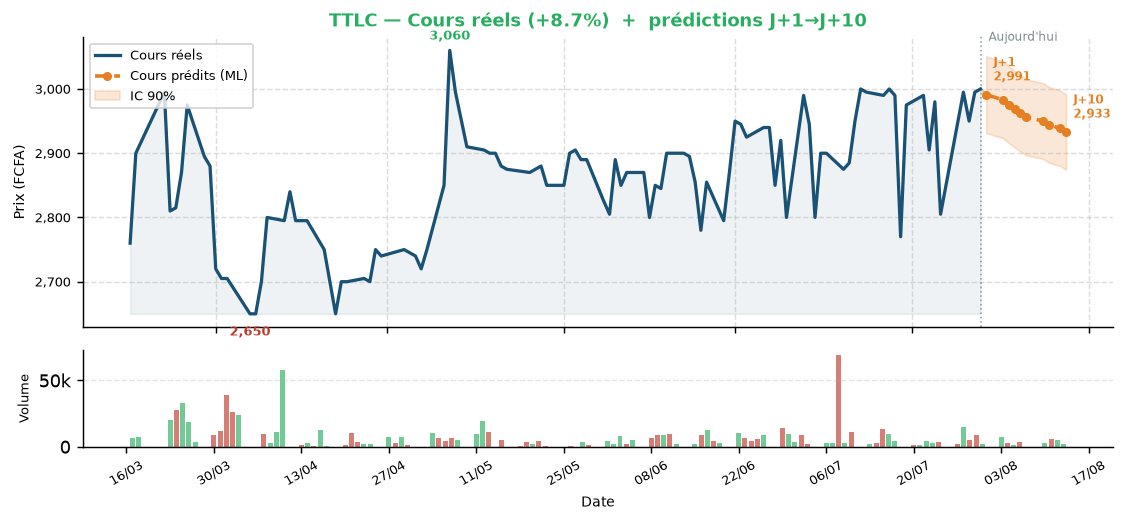 TTLC — Cours réels (+8.7%) + prédictions J+1→J+10
3,060
Aujourd'hui
Cours réels
Cours prédits (ML)
IC 90%
J+1
2,991
J+10
2,933
3,000
2,900
2,800
2,700
Prix (FCFA)
2,650
50k
0
Volume
16/03
30/03
13/04
27/04
11/05
25/05
08/06
22/06
06/07
20/07
03/08
17/08
Date